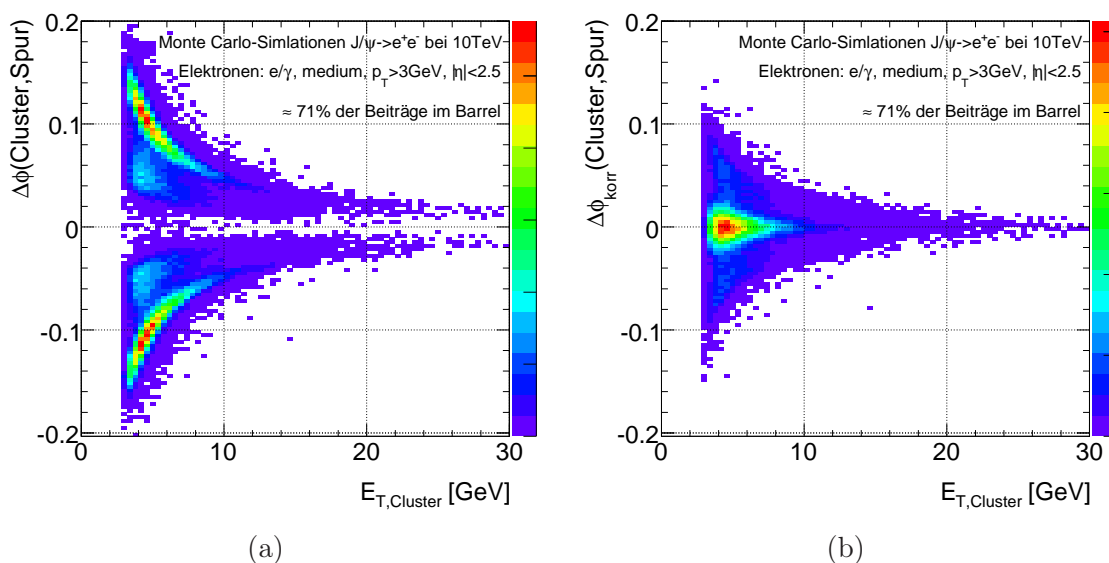 0.2
0.1
0
-0.1
-0.2
Δϕ(Cluster,Spur)
Monte Carlo-Simlationen J/ψ->e⁺e⁻ bei 10TeV
Elektronen: e/γ, medium, p_T>3GeV, |η|<2.5
≈ 71% der Beiträge im Barrel
0 10 20 30
E_T,Cluster [GeV]
(a)
0.2
0.1
0
-0.1
-0.2
Δϕ_korr(Cluster,Spur)
Monte Carlo-Simlationen J/ψ->e⁺e⁻ bei 10TeV
Elektronen: e/γ, medium, p_T>3GeV, |η|<2.5
≈ 71% der Beiträge im Barrel
0 10 20 30
E_T,Cluster [GeV]
(b)